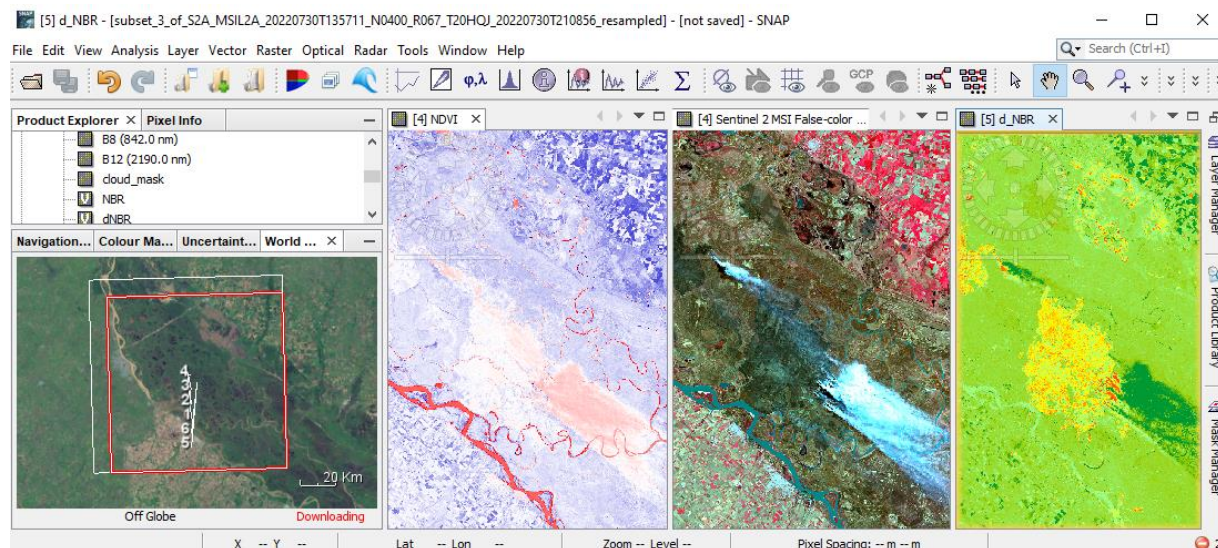 [5] d_NBR - [subset_3_of_S2A_MSIL2A_20220730T135711_N0400_R067_T20HQJ_20220730T210856_resampled] - [not saved] - SNAP
File Edit View Analysis Layer Vector Raster Optical Radar Tools Window Help
Search (Ctrl+I)
φ,λ
GCP
Product Explorer Pixel Info
B8 (842.0 nm)
B12 (2190.0 nm)
cloud_mask
NBR
dNBR
Navigation... Colour Ma... Uncertaint... World ...
4
3
2
1
6
5
20 Km
Off Globe Downloading
[4] NDVI
[4] Sentinel 2 MSI False-color ...
[5] d_NBR
Layer Manager
Product Library
Mask Manager
X -- Y -- Lat -- Lon -- Zoom -- Level -- Pixel Spacing: -- m -- m